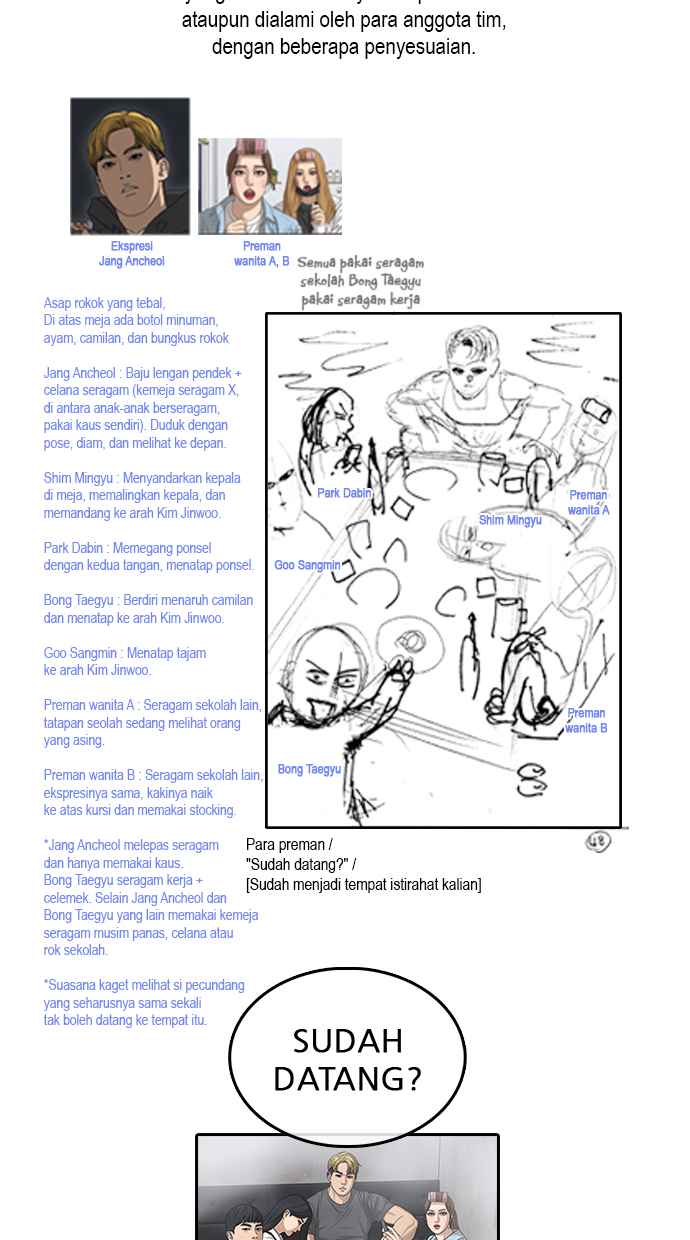 ataupun dialami oleh para anggota tim,
dengan beberapa penyesuaian.
Ekspresi
Jang Ancheol
Preman
wanita A, B
Semua pakai seragam
sekolah Bong Taegyu
pakai seragam kerja
Asap rokok yang tebal,
Di atas meja ada botol minuman,
ayam, camilan, dan bungkus rokok
Jang Ancheol : Baju lengan pendek +
celana seragam (kemeja seragam X,
di antara anak-anak berseragam,
pakai kaus sendiri). Duduk dengan
pose, diam, dan melihat ke depan.
Shim Mingyu : Menyandarkan kepala
di meja, memalingkan kepala, dan
memandang ke arah Kim Jinwoo.
Park Dabin : Memegang ponsel
dengan kedua tangan, menatap ponsel.
Bong Taegyu : Berdiri menaruh camilan
dan menatap ke arah Kim Jinwoo.
Goo Sangmin : Menatap tajam
ke arah Kim Jinwoo.
Preman wanita A : Seragam sekolah lain,
tatapan seolah sedang melihat orang
yang asing.
Preman wanita B : Seragam sekolah lain,
ekspresinya sama, kakinya naik
ke atas kursi dan memakai stocking.
*Jang Ancheol melepas seragam
dan hanya memakai kaus.
Bong Taegyu seragam kerja +
celemek. Selain Jang Ancheol dan
Bong Taegyu yang lain memakai kemeja
seragam musim panas, celana atau
rok sekolah.
*Suasana kaget melihat si pecundang
yang seharusnya sama sekali
tak boleh datang ke tempat itu.
Park Dabin
Preman
wanita A
Shim Mingyu
Goo Sangmin
Preman
wanita B
Bong Taegyu
48
Para preman /
"Sudah datang?" /
[Sudah menjadi tempat istirahat kalian]
SUDAH
DATANG?